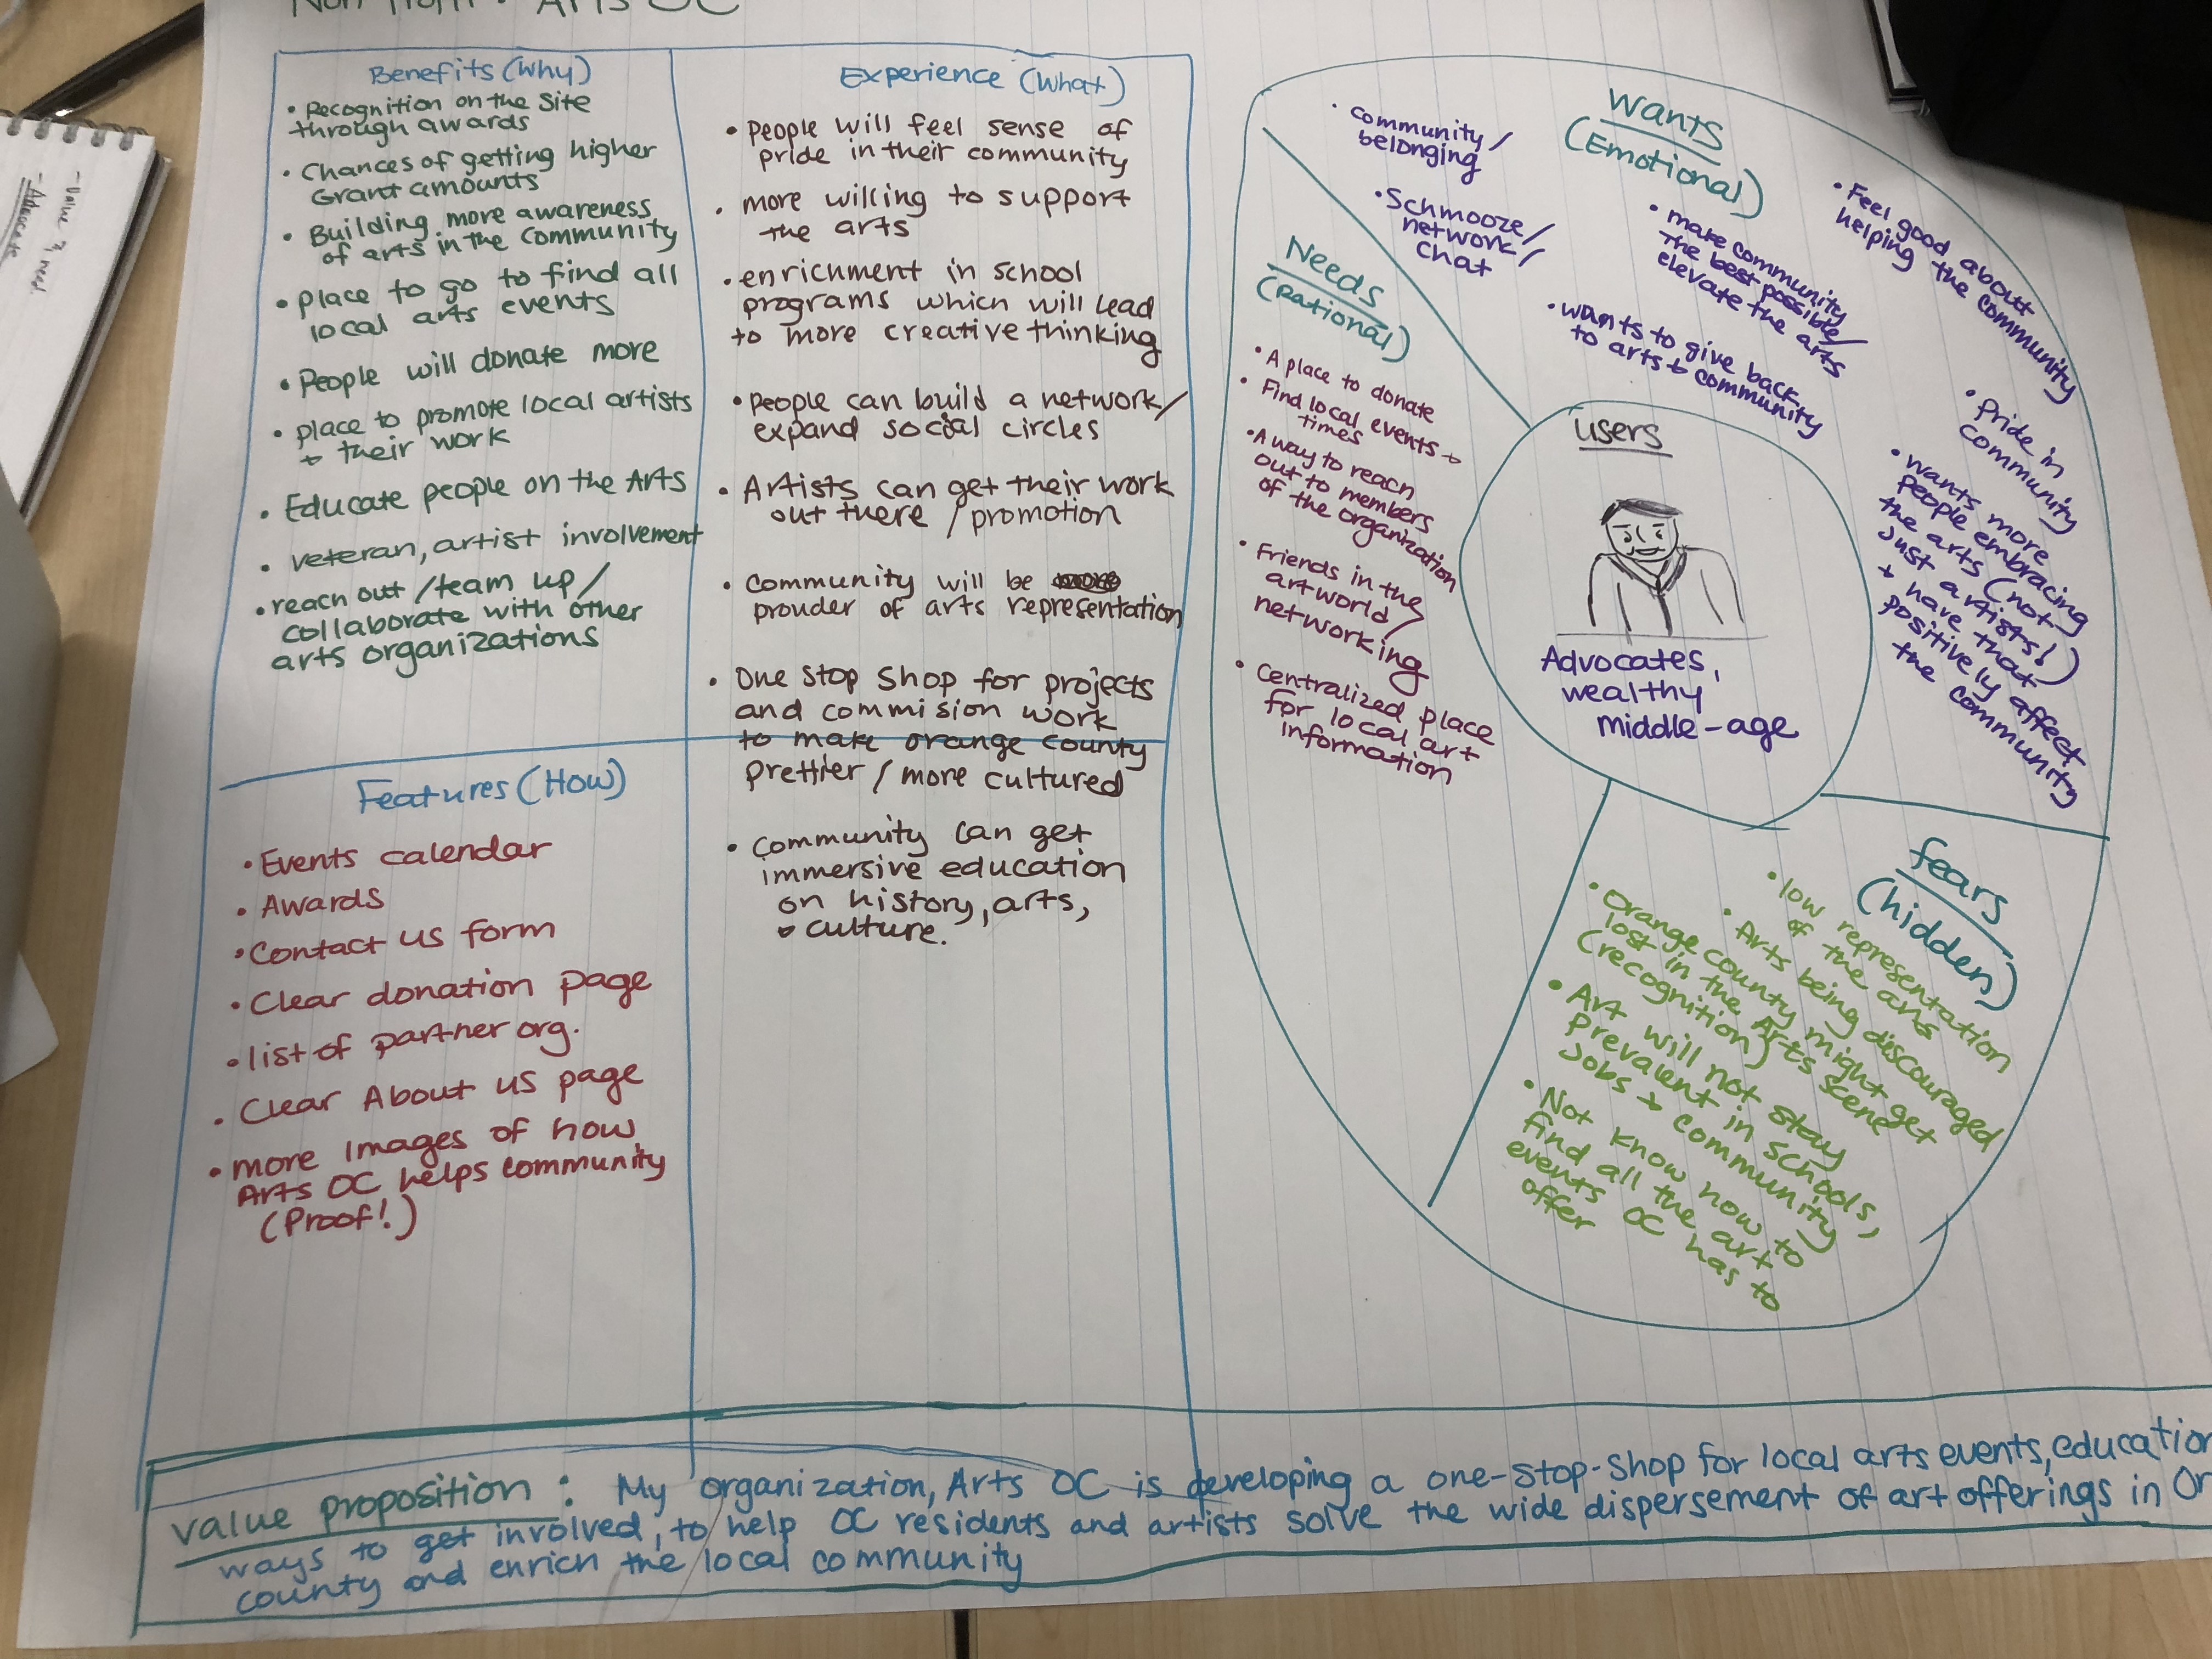 Non Profit: Arts OC
Benefits (Why)
• Recognition on the site
through awards
• Chances of getting higher
Grant amounts
• Building more awareness
of arts in the community
• place to go to find all
local arts events
• People will donate more
• place to promote local artists
+ their work
• Educate people on the Arts
• veteran, artist involvement
• reach out / team up /
collaborate with other
arts organizations
Features (How)
• Events calendar
• Awards
• Contact us form
• Clear donation page
• list of partner org.
• Clear About us page
• more Images of how
Arts OC helps community
(Proof!)
Experience (What)
• people will feel sense of
pride in their community
• more willing to support
the arts
• enrichment in school
programs which will lead
to more creative thinking
• people can build a network/
expand social circles
• Artists can get their work
out there / promotion
• community will be
prouder of arts representation
• One stop shop for projects
and commision work
to make orange county
prettier / more cultured
• community can get
immersive education
on history, arts,
+ culture.
Wants
(Emotional)
• community/
belonging
• Schmooze/
network/
chat
• make community
the best possible/
elevate the arts
• Feel good about
helping the community
• wants to give back
to arts + community
• Pride in
community
• wants more
people embracing
the arts (not
just artists!)
+ have that
positively affect
the community
Needs
(Rational)
• A place to donate
• Find local events +
times
• A way to reach
out to members
of the organization
• Friends in the
artworld/
networking
• Centralized place
for local art
information
users
Advocates,
wealthy
middle-age
fears
(hidden)
• low representation
of the arts
• Arts being discouraged
• Orange county might get
lost in the Arts scene
(recognition)
• Art will not stay
prevalent in schools,
jobs + community
• Not know how to
find all the art
events OC has to
offer
value proposition: My organization, Arts OC is developing a one-stop-shop for local arts events, education
ways to get involved, to help OC residents and artists solve the wide dispersement of art offerings in Or
county and enrich the local community
- value & need
- Advocate